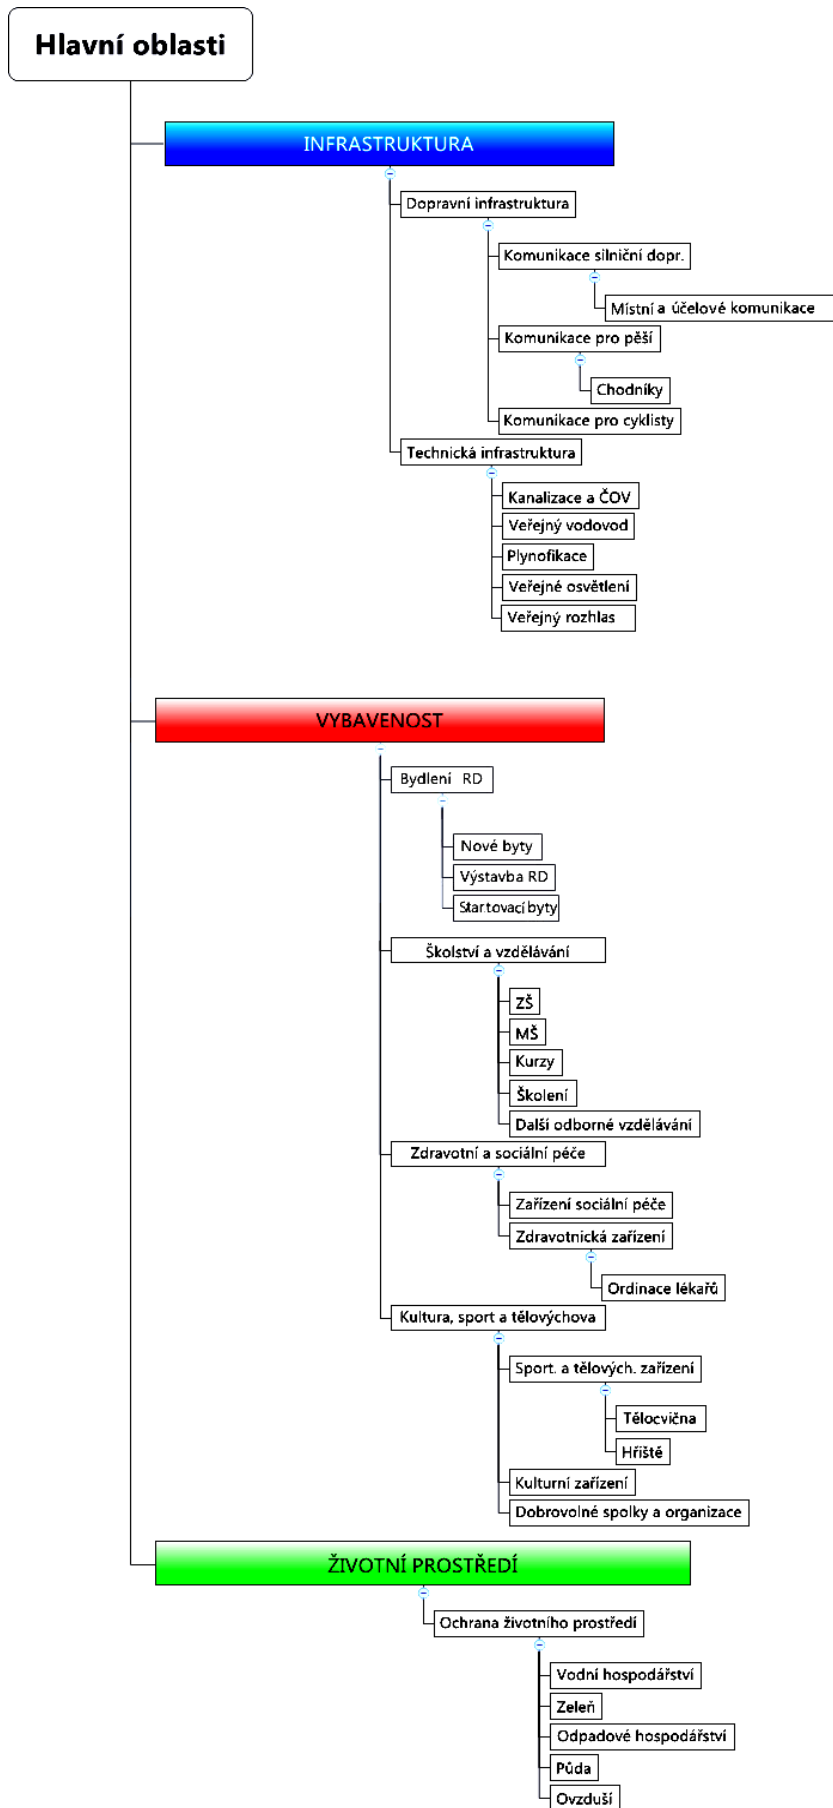 Hlavní oblasti
INFRASTRUKTURA
Dopravní infrastruktura
Komunikace silniční dopr.
Místní a účelové komunikace
Komunikace pro pěší
Chodníky
Komunikace pro cyklisty
Technická infrastruktura
Kanalizace a ČOV
Veřejný vodovod
Plynofikace
Veřejné osvětlení
Veřejný rozhlas
VYBAVENOST
Bydlení RD
Nové byty
Výstavba RD
Startovací byty
Školství a vzdělávání
ZŠ
MŠ
Kurzy
Školení
Další odborné vzdělávání
Zdravotní a sociální péče
Zařízení sociální péče
Zdravotnická zařízení
Ordinace lékařů
Kultura, sport a tělovýchova
Sport. a tělových. zařízení
Tělocvična
Hřiště
Kulturní zařízení
Dobrovolné spolky a organizace
ŽIVOTNÍ PROSTŘEDÍ
Ochrana životního prostředí
Vodní hospodářství
Zeleň
Odpadové hospodářství
Půda
Ovzduší